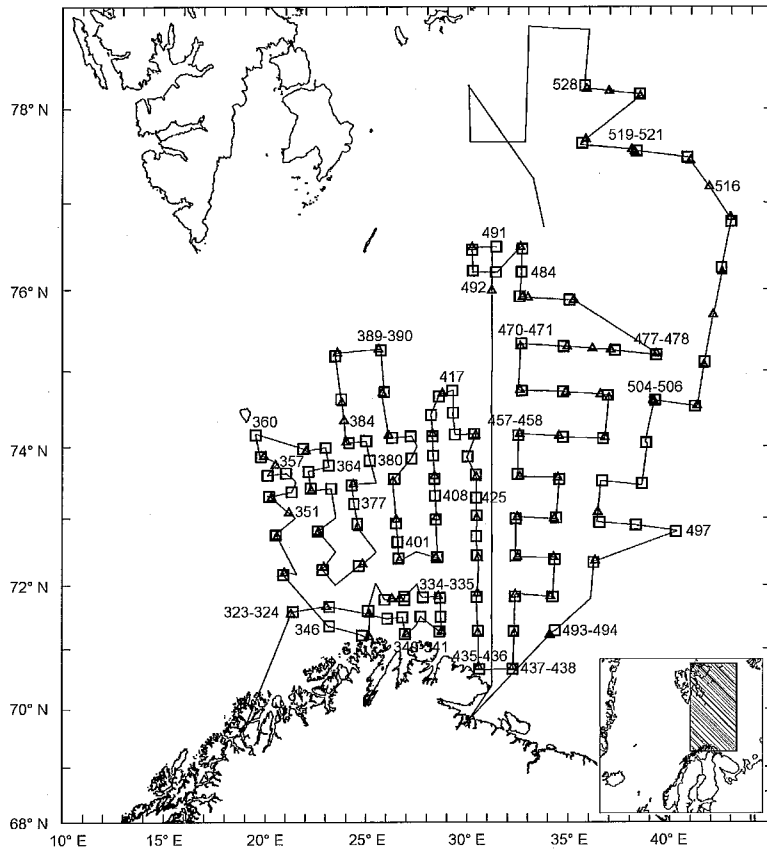 528
78° N
519-521
516
491
484
492
76° N
470-471
477-478
389-390
417
504-506
360
384
457-458
74° N
357
364
380
377
408
425
351
497
401
72° N
334-335
323-324
346
340-341
493-494
435-436
437-438
70° N
68° N
10° E
15° E
20° E
25° E
30° E
35° E
40° E